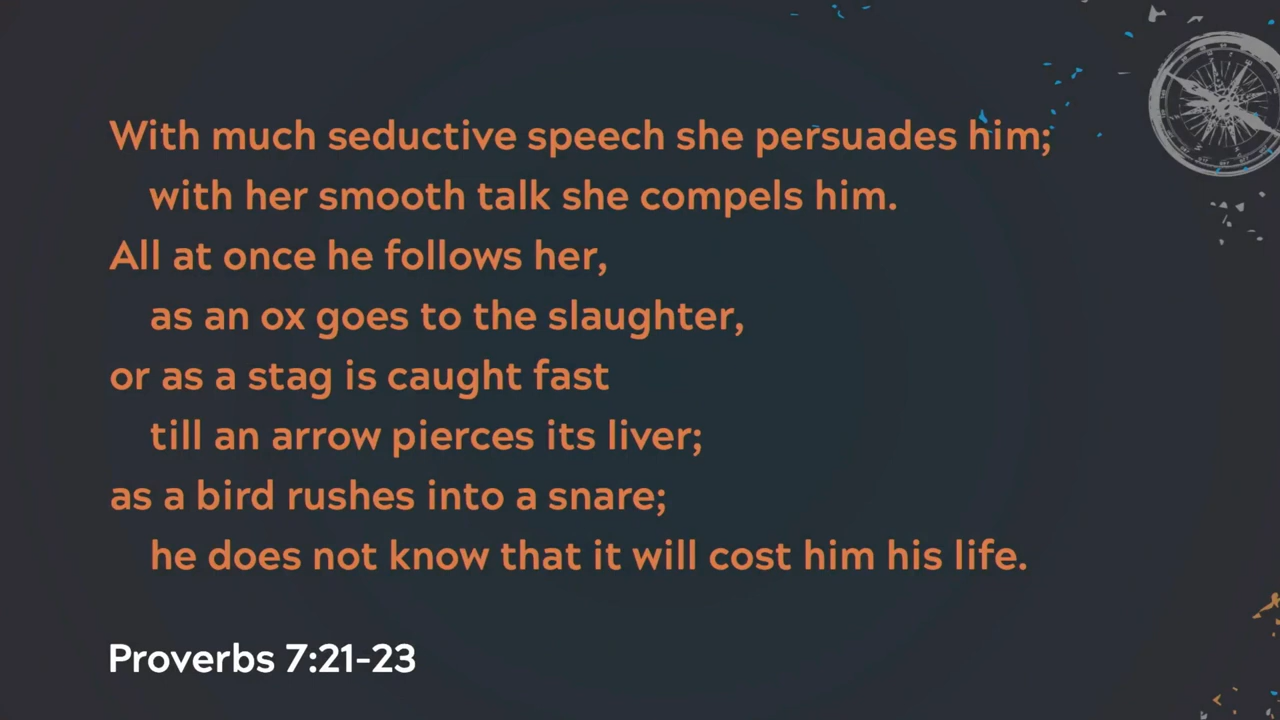 With much seductive speech she persuades him;
with her smooth talk she compels him.
All at once he follows her,
as an ox goes to the slaughter,
or as a stag is caught fast
till an arrow pierces its liver;
as a bird rushes into a snare;
he does not know that it will cost him his life.
Proverbs 7:21-23